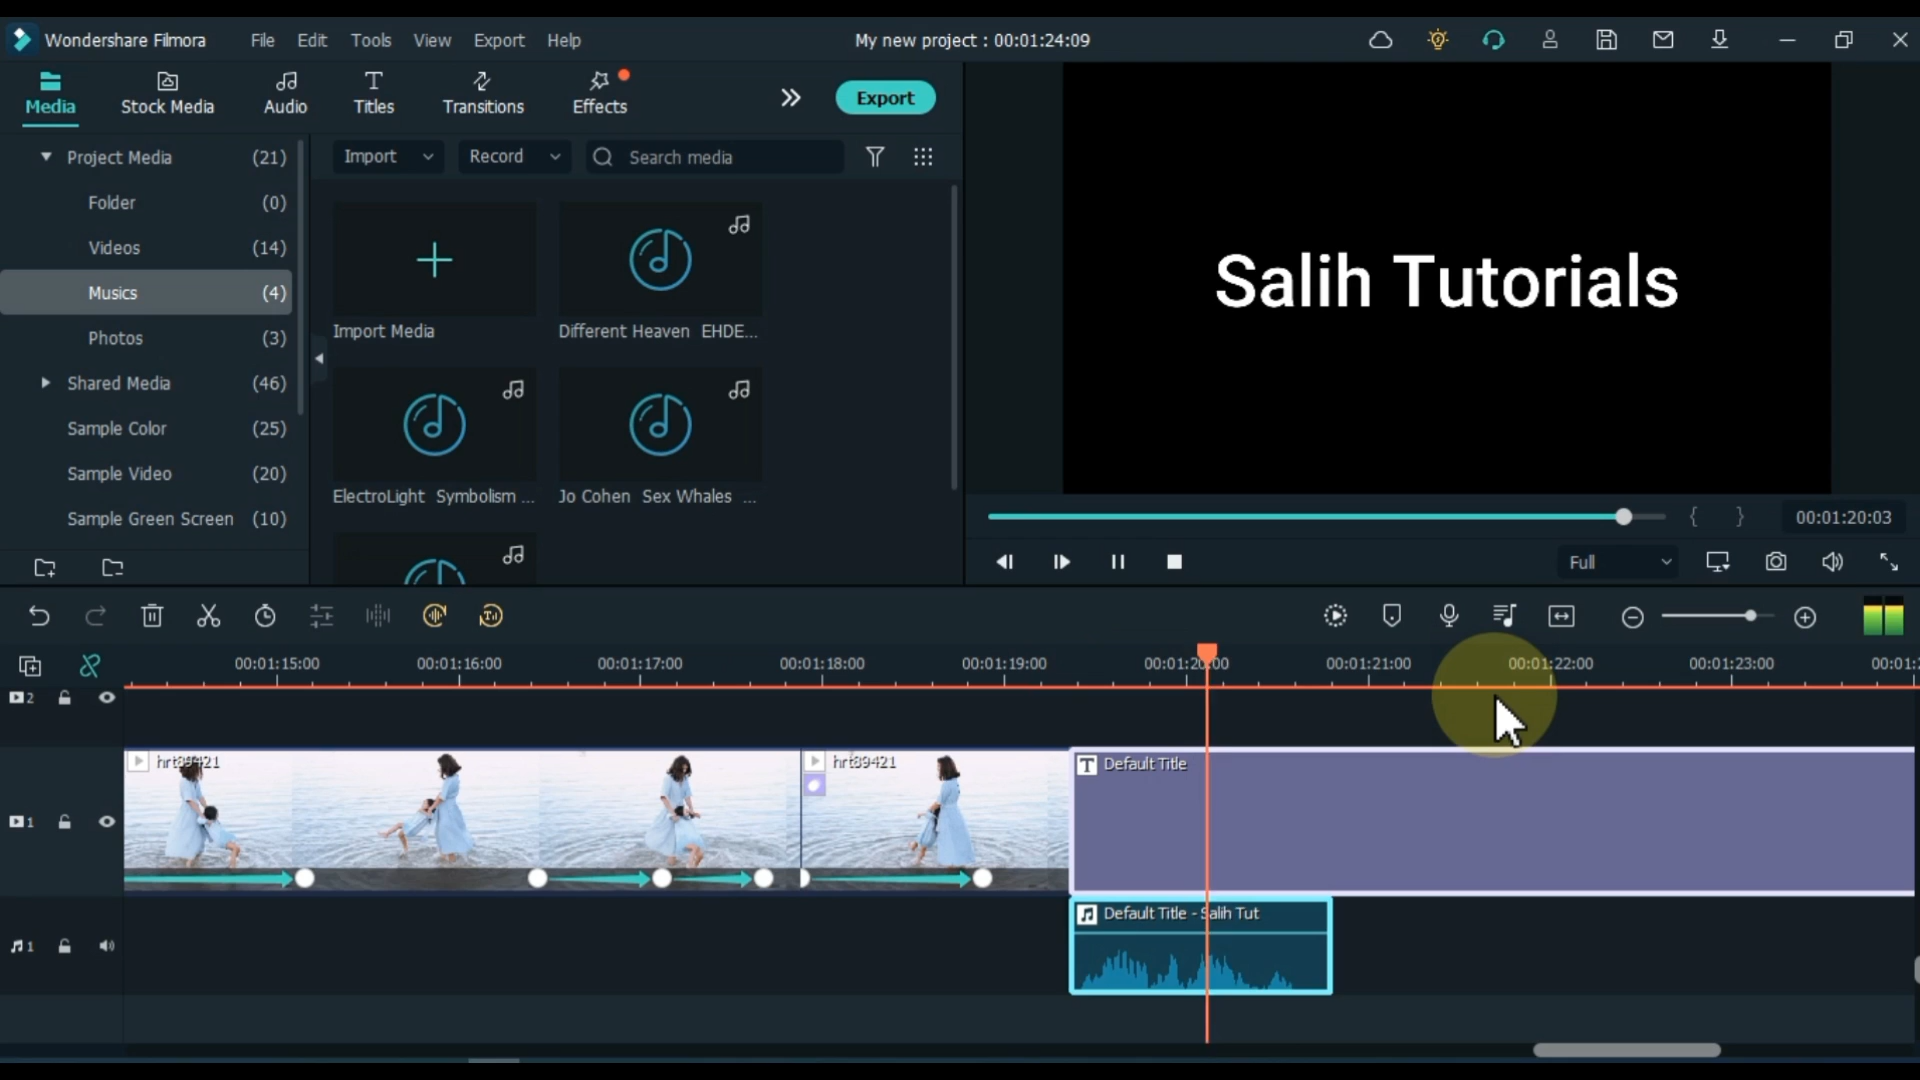 Wondershare Filmora File Edit Tools View Export Help My new project : 00:01:24:09
Media Stock Media Audio Titles Transitions Effects Export
Project Media (21)
Folder (0)
Videos (14)
Musics (4)
Photos (3)
Shared Media (46)
Sample Color (25)
Sample Video (20)
Sample Green Screen (10)
Import Record Search media
Import Media Different Heaven EHDE...
ElectroLight Symbolism ... Jo Cohen Sex Whales ...
Salih Tutorials
{ } 00:01:20:03
Full
00:01:15:00 00:01:16:00 00:01:17:00 00:01:18:00 00:01:19:00 00:01:20:00 00:01:21:00 00:01:22:00 00:01:23:00 00:01:2
2
hrt89421 hrt89421 T Default Title
1
Default Title - Salih Tut
1